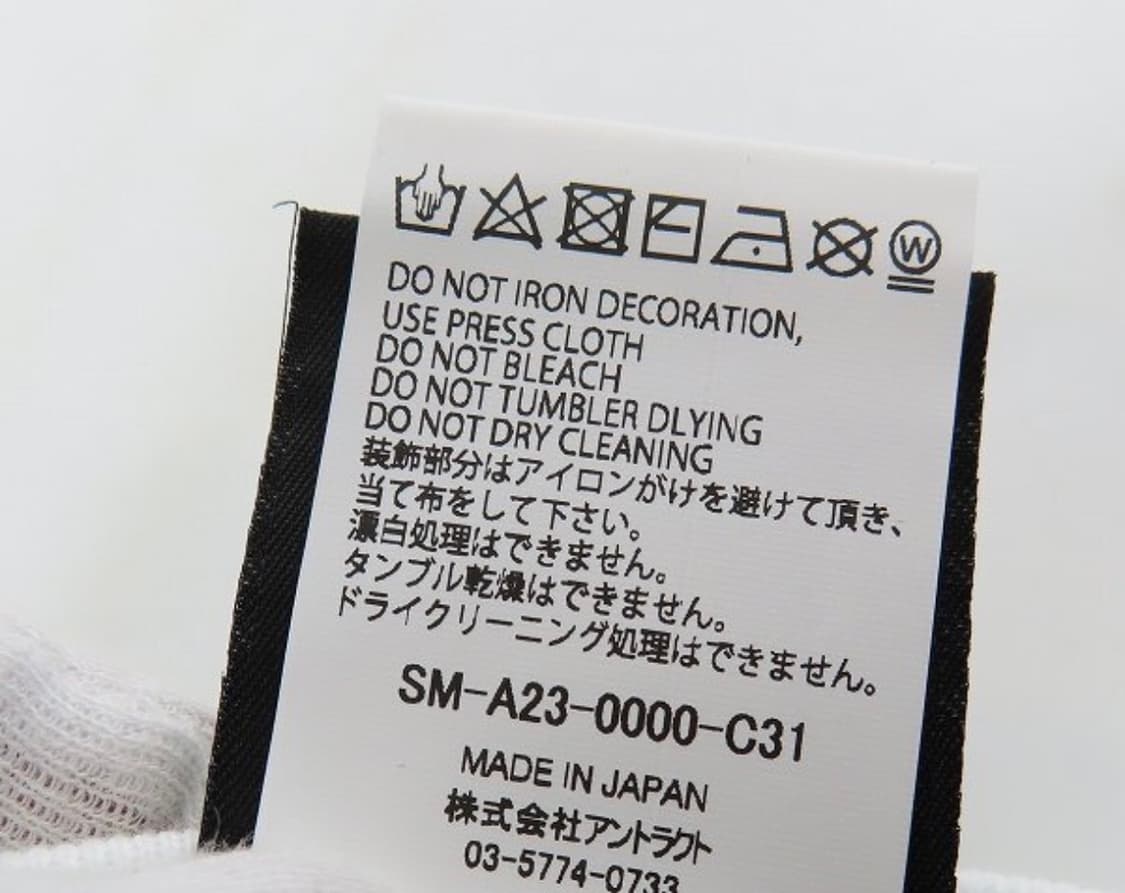 W
DO NOT IRON DECORATION,
USE PRESS CLOTH
DO NOT BLEACH
DO NOT TUMBLER DLYING
DO NOT DRY CLEANING
装飾部分はアイロンがけを避けて頂き、
当て布をして下さい。
漂白処理はできません。
タンブル乾燥はできません。
ドライクリーニング処理はできません。
SM-A23-0000-C31
MADE IN JAPAN
株式会社アントラクト
03-5774-0733